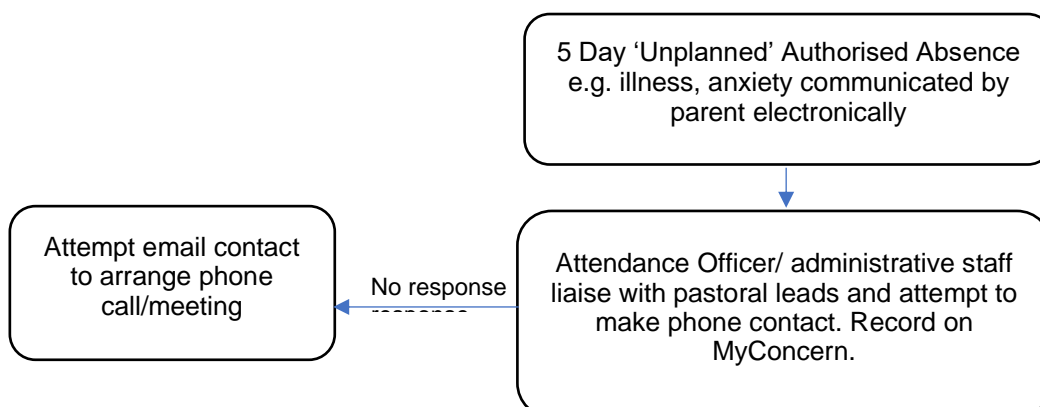 5 Day ‘Unplanned’ Authorised Absence
e.g. illness, anxiety communicated by
parent electronically
Attendance Officer/ administrative staff
liaise with pastoral leads and attempt to
make phone contact. Record on
MyConcern.
No response
response
Attempt email contact
to arrange phone
call/meeting